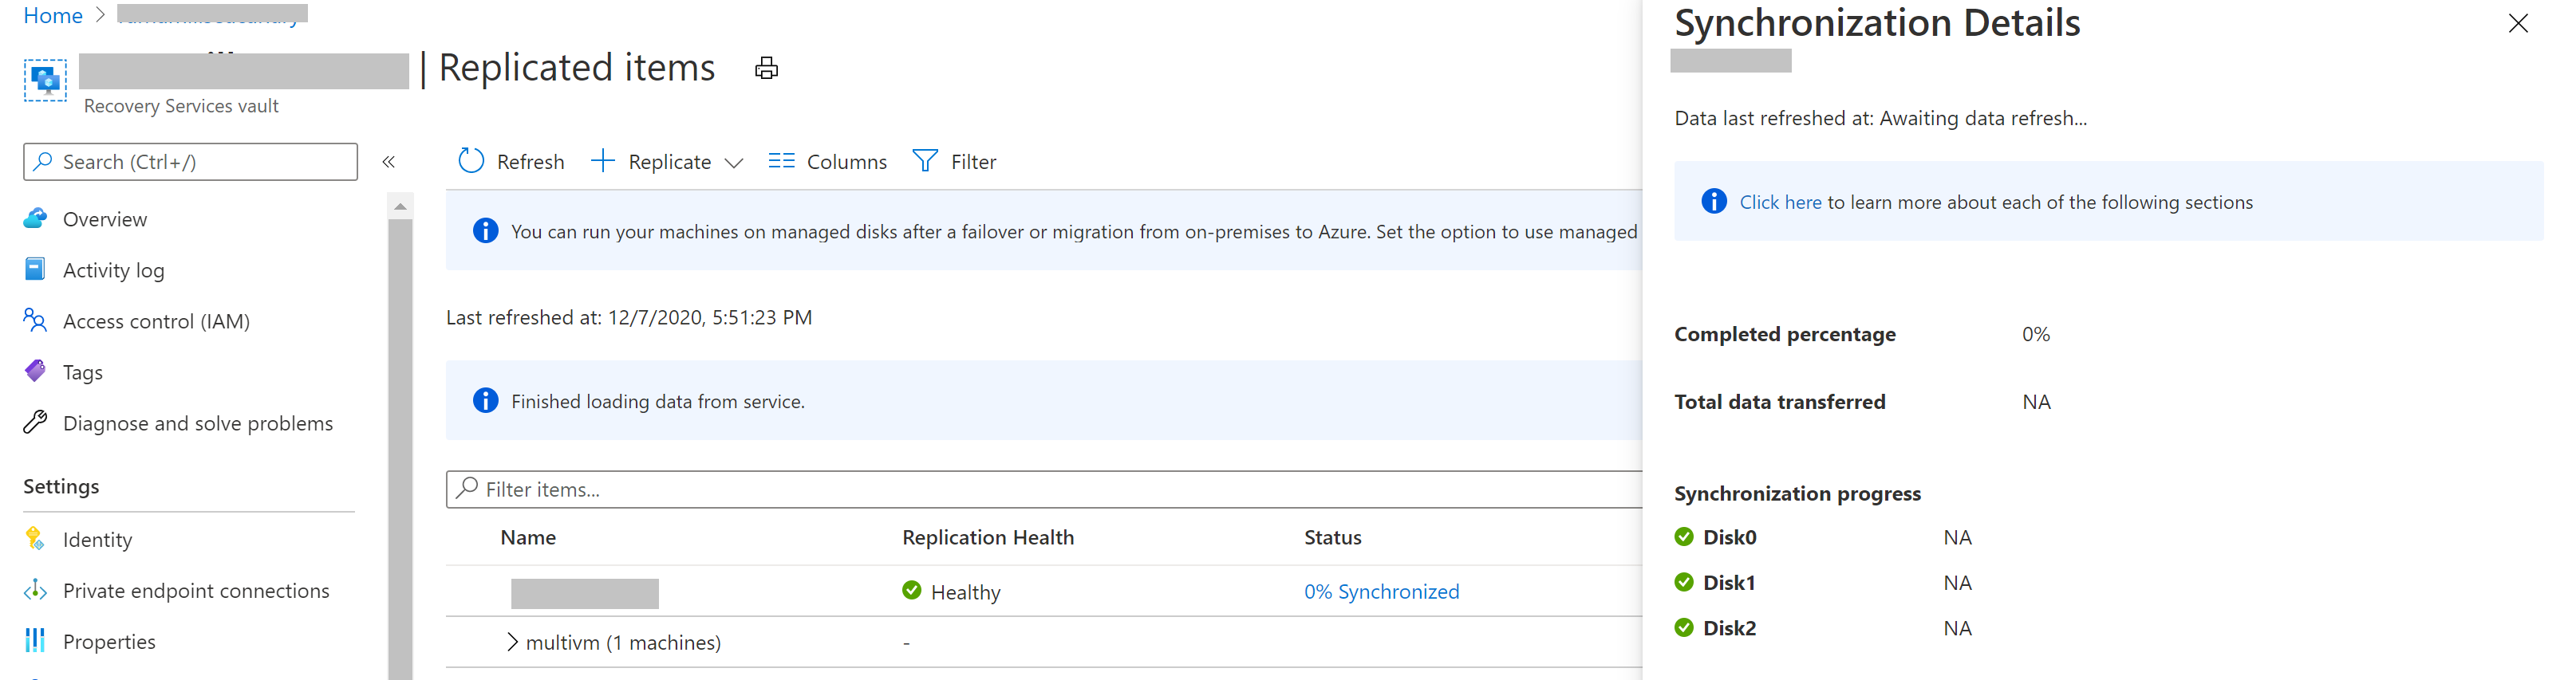 Home
| Replicated items
Recovery Services vault
Search (Ctrl+/)
Overview
Activity log
Access control (IAM)
Tags
Diagnose and solve problems
Settings
Identity
Private endpoint connections
Properties
Refresh
Replicate
Columns
Filter
You can run your machines on managed disks after a failover or migration from on-premises to Azure. Set the option to use managed
Last refreshed at: 12/7/2020, 5:51:23 PM
Finished loading data from service.
Filter items...
Name Replication Health Status
Healthy 0% Synchronized
multivm (1 machines) -
Synchronization Details
Data last refreshed at: Awaiting data refresh...
Click here to learn more about each of the following sections
Completed percentage 0%
Total data transferred NA
Synchronization progress
Disk0 NA
Disk1 NA
Disk2 NA